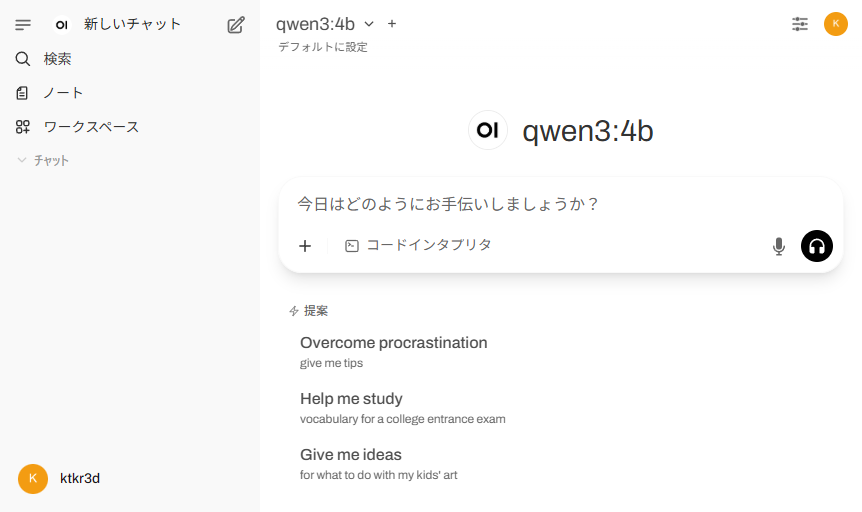 OI 新しいチャット
検索
ノート
ワークスペース
チャット
K ktkr3d
qwen3:4b
デフォルトに設定
K
OI qwen3:4b
今日はどのようにお手伝いしましょうか？
コードインタプリタ
提案
Overcome procrastination
give me tips
Help me study
vocabulary for a college entrance exam
Give me ideas
for what to do with my kids' art